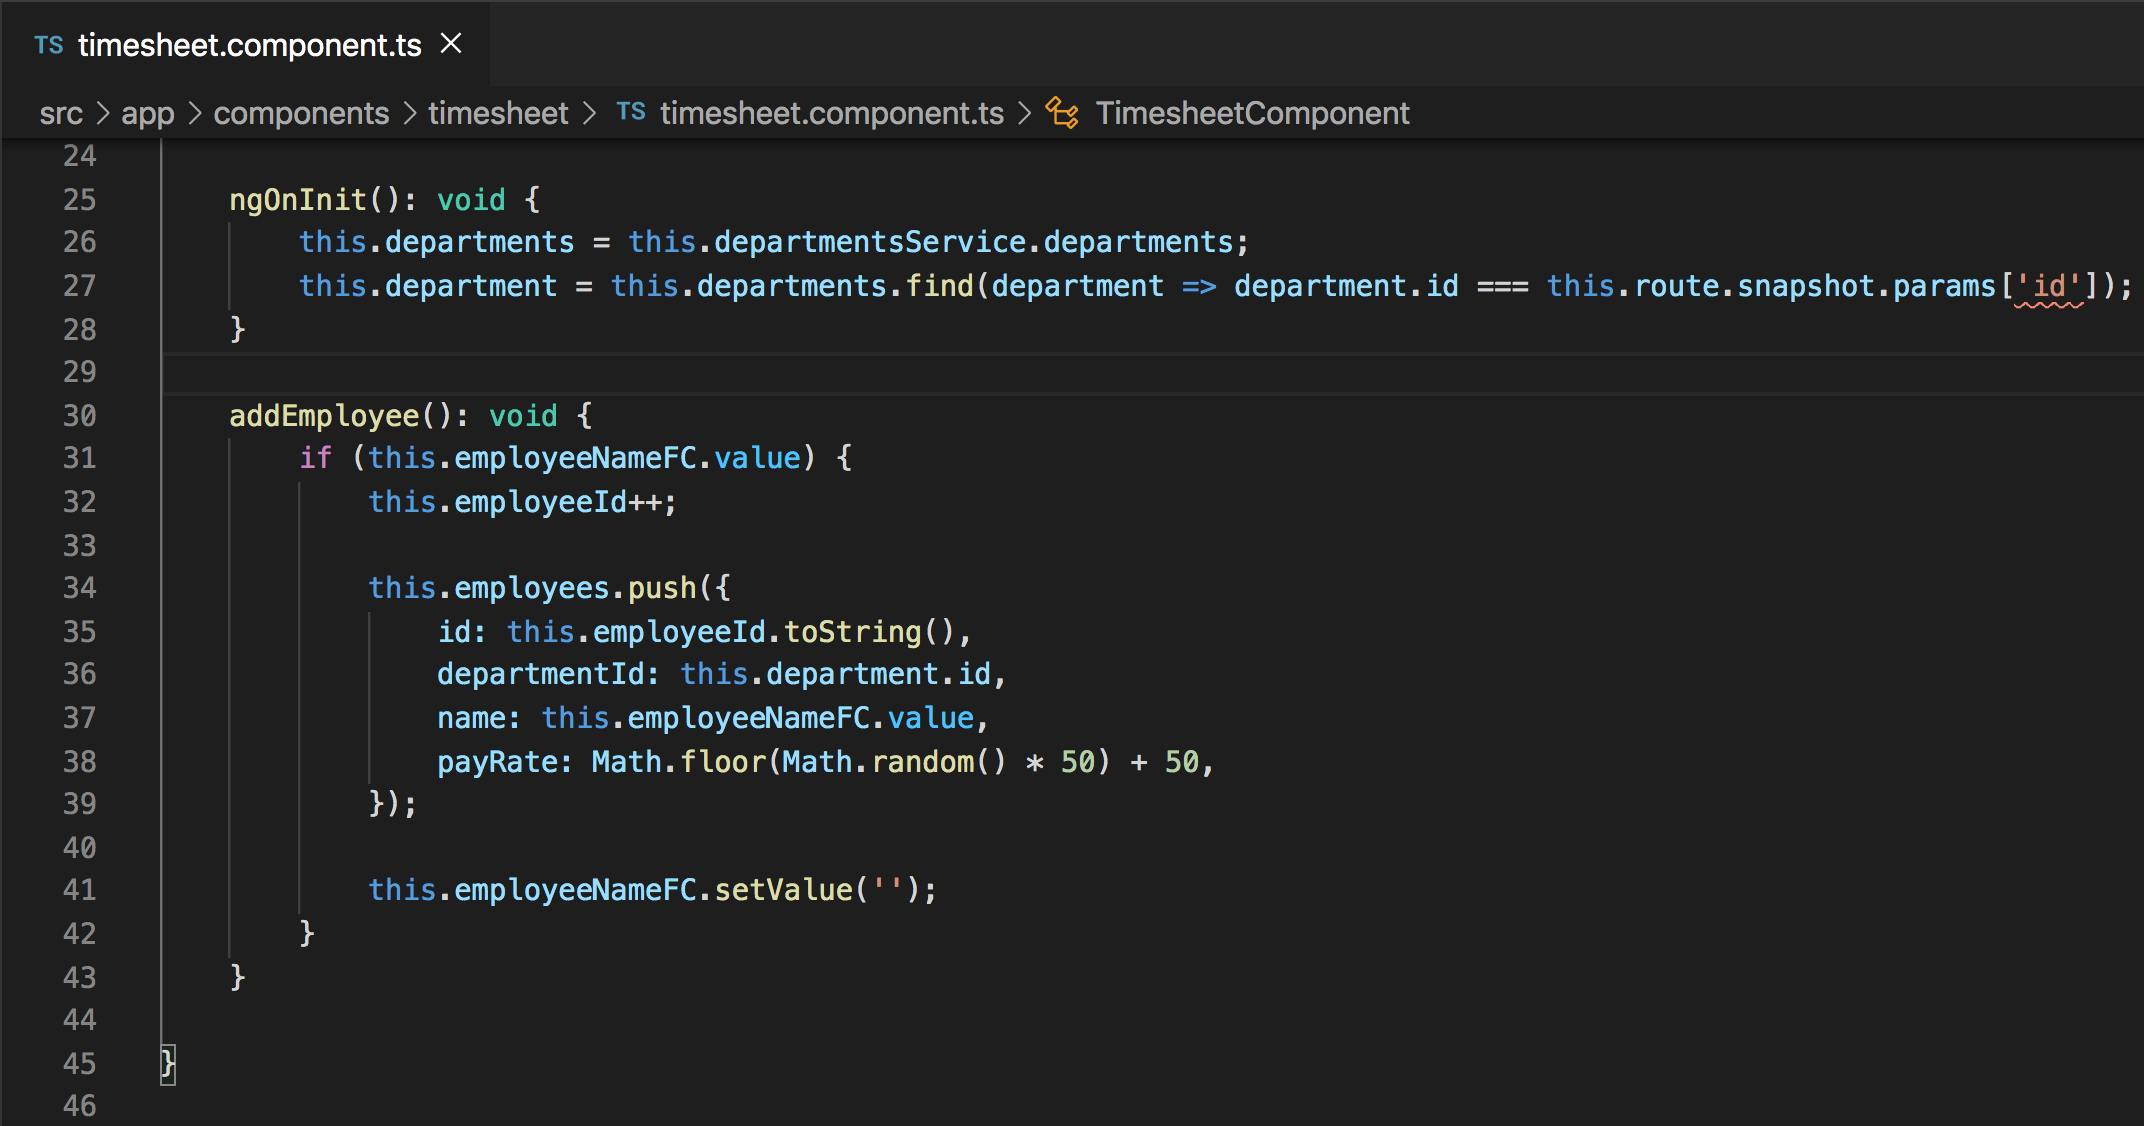 TS timesheet.component.ts ×
src > app > components > timesheet > TS timesheet.component.ts > TimesheetComponent
24
25 ngOnInit(): void {
26 this.departments = this.departmentsService.departments;
27 this.department = this.departments.find(department => department.id === this.route.snapshot.params['id']);
28 }
29
30 addEmployee(): void {
31 if (this.employeeNameFC.value) {
32 this.employeeId++;
33
34 this.employees.push({
35 id: this.employeeId.toString(),
36 departmentId: this.department.id,
37 name: this.employeeNameFC.value,
38 payRate: Math.floor(Math.random() * 50) + 50,
39 });
40
41 this.employeeNameFC.setValue('');
42 }
43 }
44
45 }
46